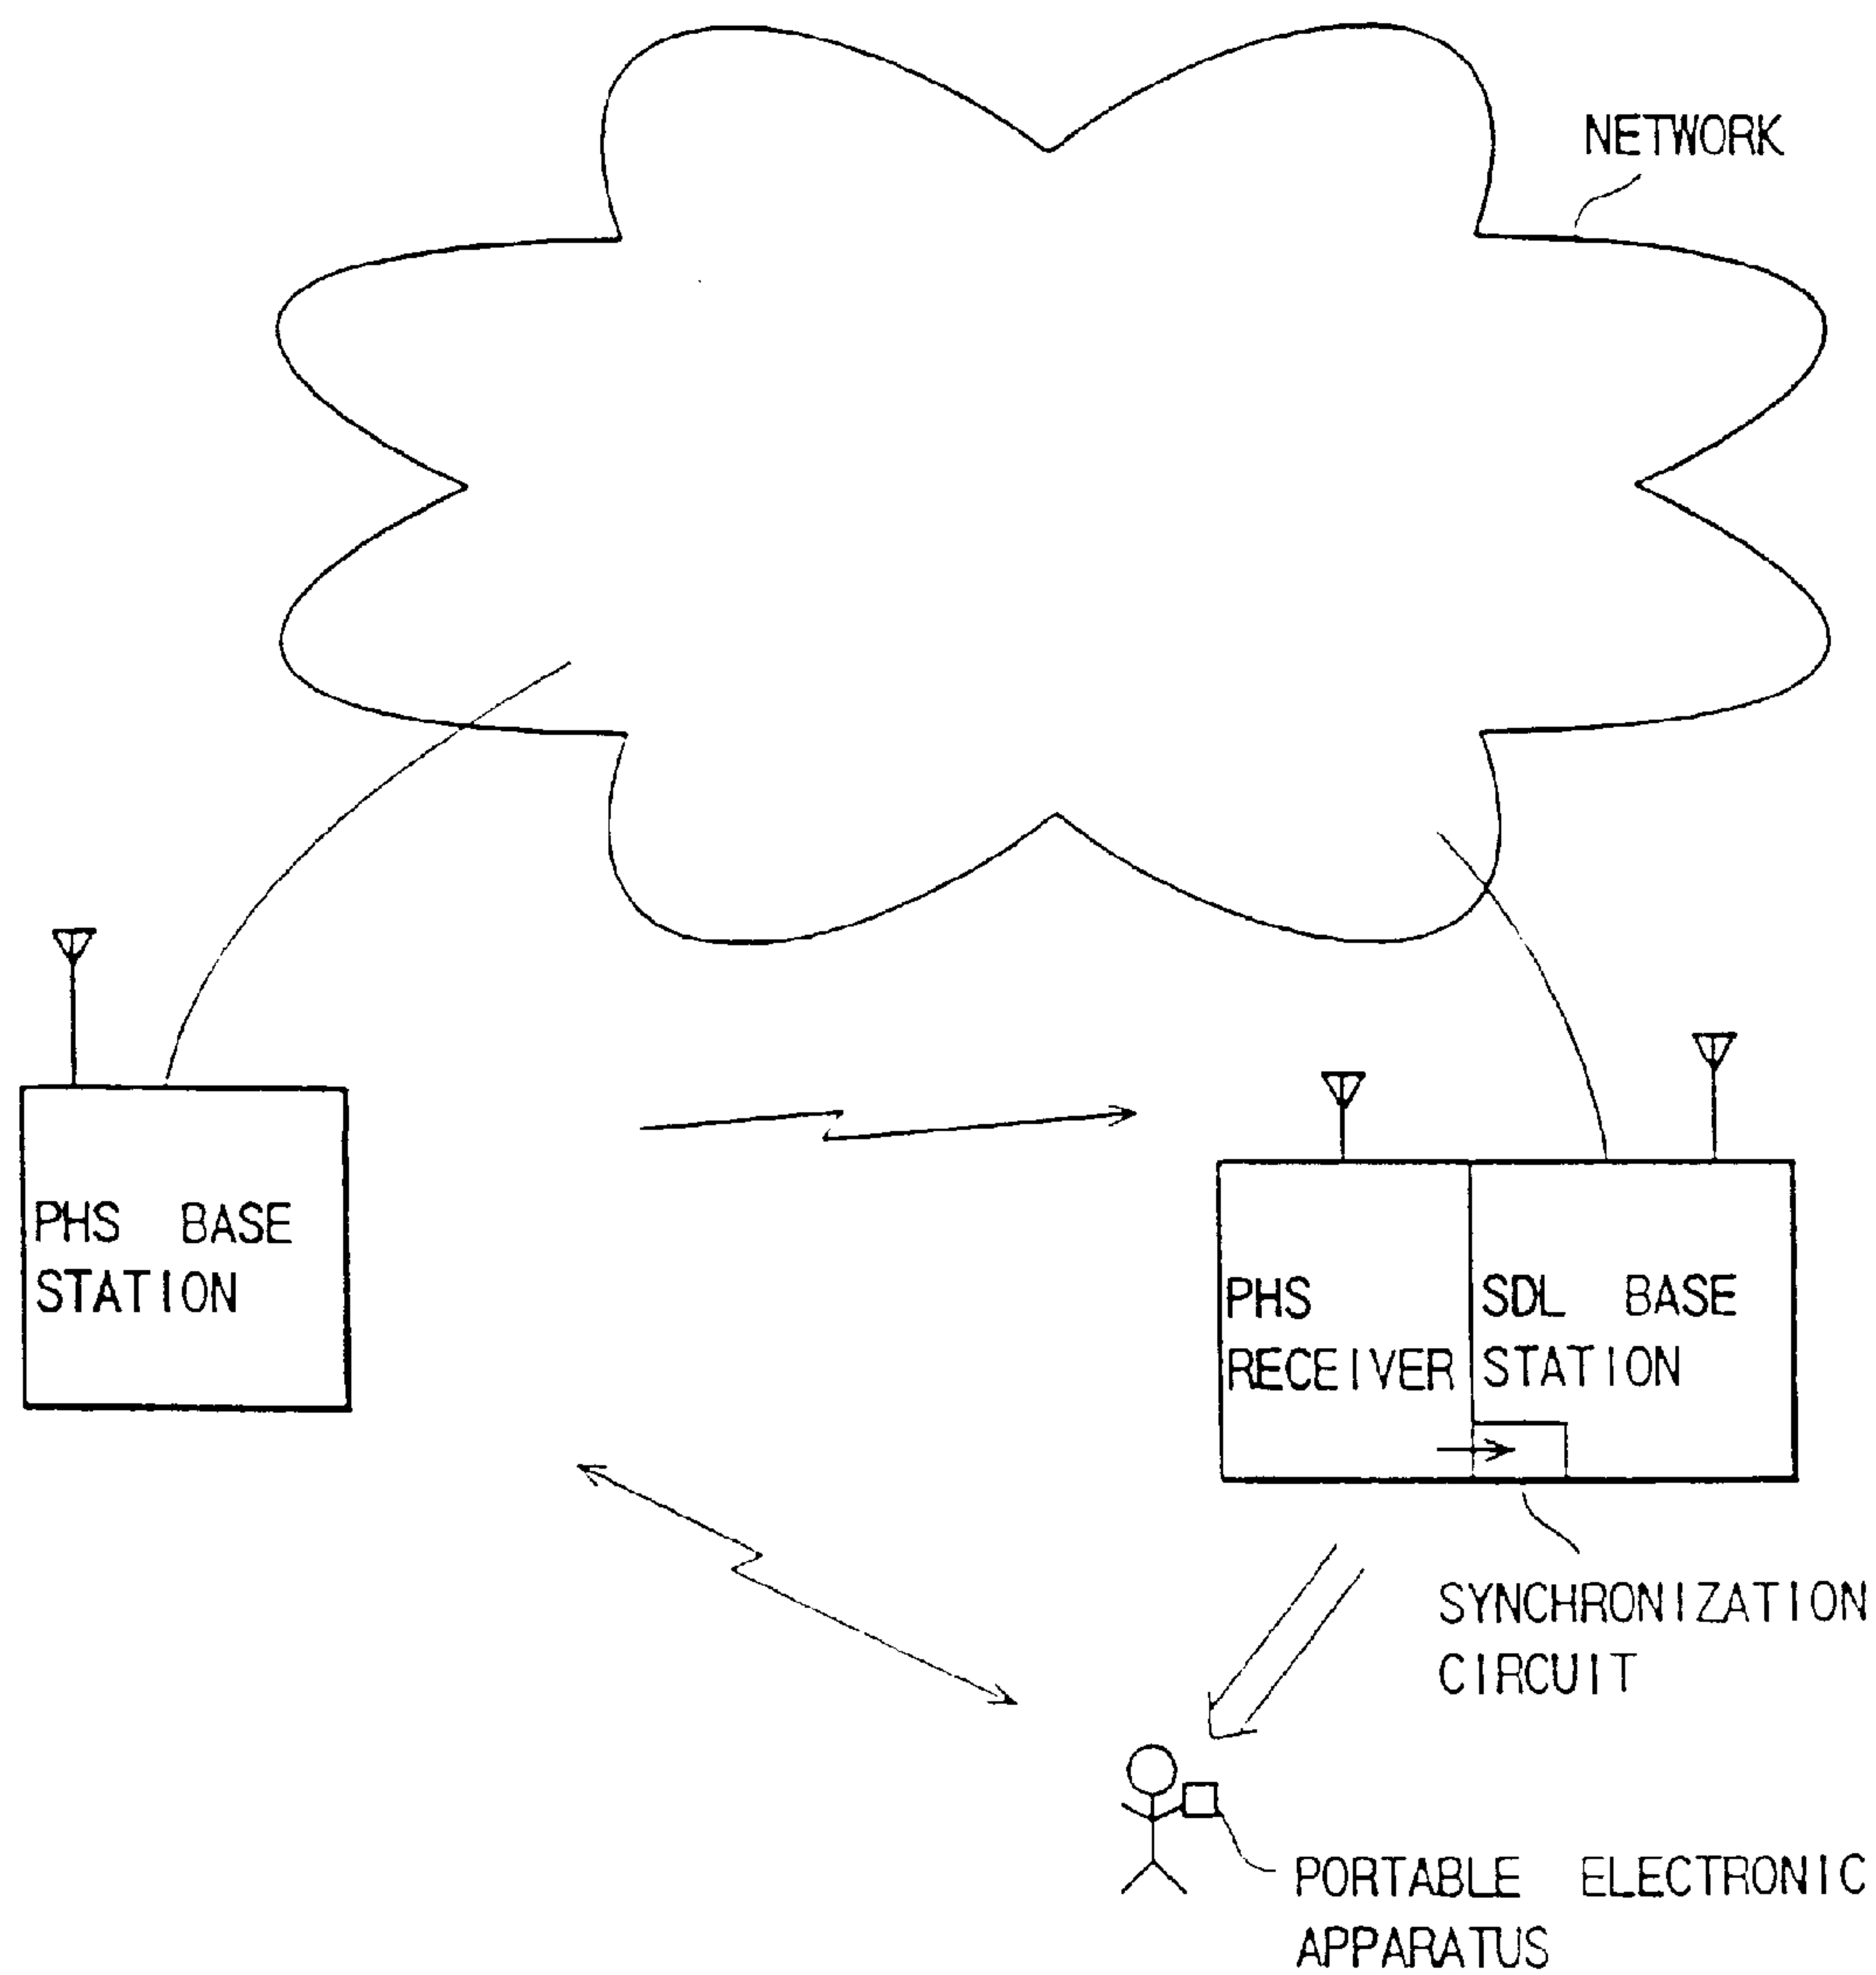 NETWORK
PHS BASE
STATION
PHS
RECEIVER
SDL BASE
STATION
SYNCHRONIZATION
CIRCUIT
PORTABLE ELECTRONIC
APPARATUS